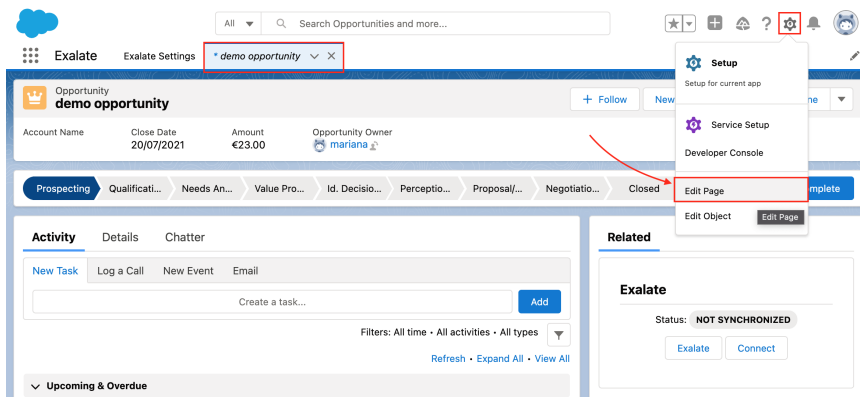 All
Search Opportunities and more...
Exalate
Exalate Settings
* demo opportunity
Setup
Setup for current app
Service Setup
Developer Console
Edit Page
Edit Object
Edit Page
Opportunity
demo opportunity
+ Follow
New
ne
Account Name
Close Date
Amount
Opportunity Owner
20/07/2021
€23.00
mariana
Prospecting
Qualificati...
Needs An...
Value Pro...
Id. Decisio...
Perceptio...
Proposal/...
Negotiatio...
Closed
mplete
Activity
Details
Chatter
New Task
Log a Call
New Event
Email
Create a task...
Add
Filters: All time • All activities • All types
Refresh • Expand All • View All
Upcoming & Overdue
Related
Exalate
Status: NOT SYNCHRONIZED
Exalate
Connect